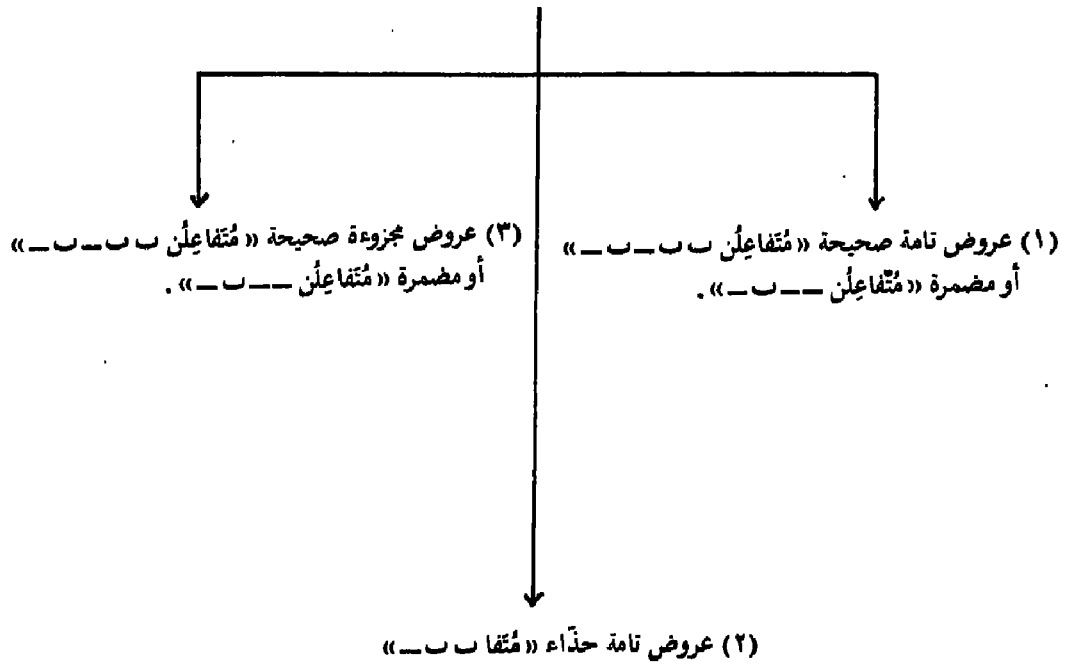 (١) عروض تامة صحيحة «مُتَفاعِلُن ب ب ـ ب ـ»
أو مضمرة «مُتْفاعِلُن ـ ـ ب ـ».
(٣) عروض مجزوءة صحيحة «مُتَفاعِلُن ب ب ـ ب ـ»
أو مضمرة «مُتَفاعِلُن ـ ـ ب ـ».
(٢) عروض تامة حذّاء «مُتَفا ب ب ـ»